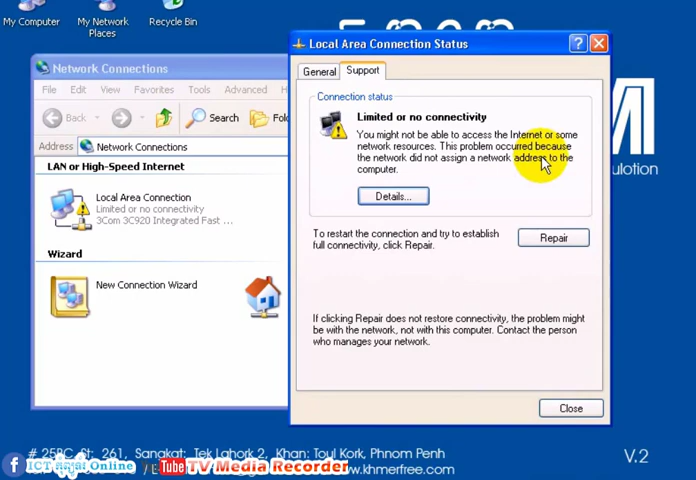 My Computer
My Network
Places
Recycle Bin
Network Connections
File Edit View Favorites Tools Advanced
Back Search
Address Network Connections
LAN or High-Speed Internet
Local Area Connection
Limited or no connectivity
3Com 3C920 Integrated Fast ...
Wizard
New Connection Wizard
Local Area Connection Status
General Support
Connection status
Limited or no connectivity
You might not be able to access the Internet or some
network resources. This problem occurred because
the network did not assign a network address to the
computer.
Details...
To restart the connection and try to establish
full connectivity, click Repair.
Repair
If clicking Repair does not restore connectivity, the problem might
be with the network, not with this computer. Contact the person
who manages your network.
Close
# 258C, St: 261, Sangkat: Tek Lahork 2, Khan: Toul Kork, Phnom Penh
V.2
Online
Tube TV Media Recorder
www.khmerfree.com